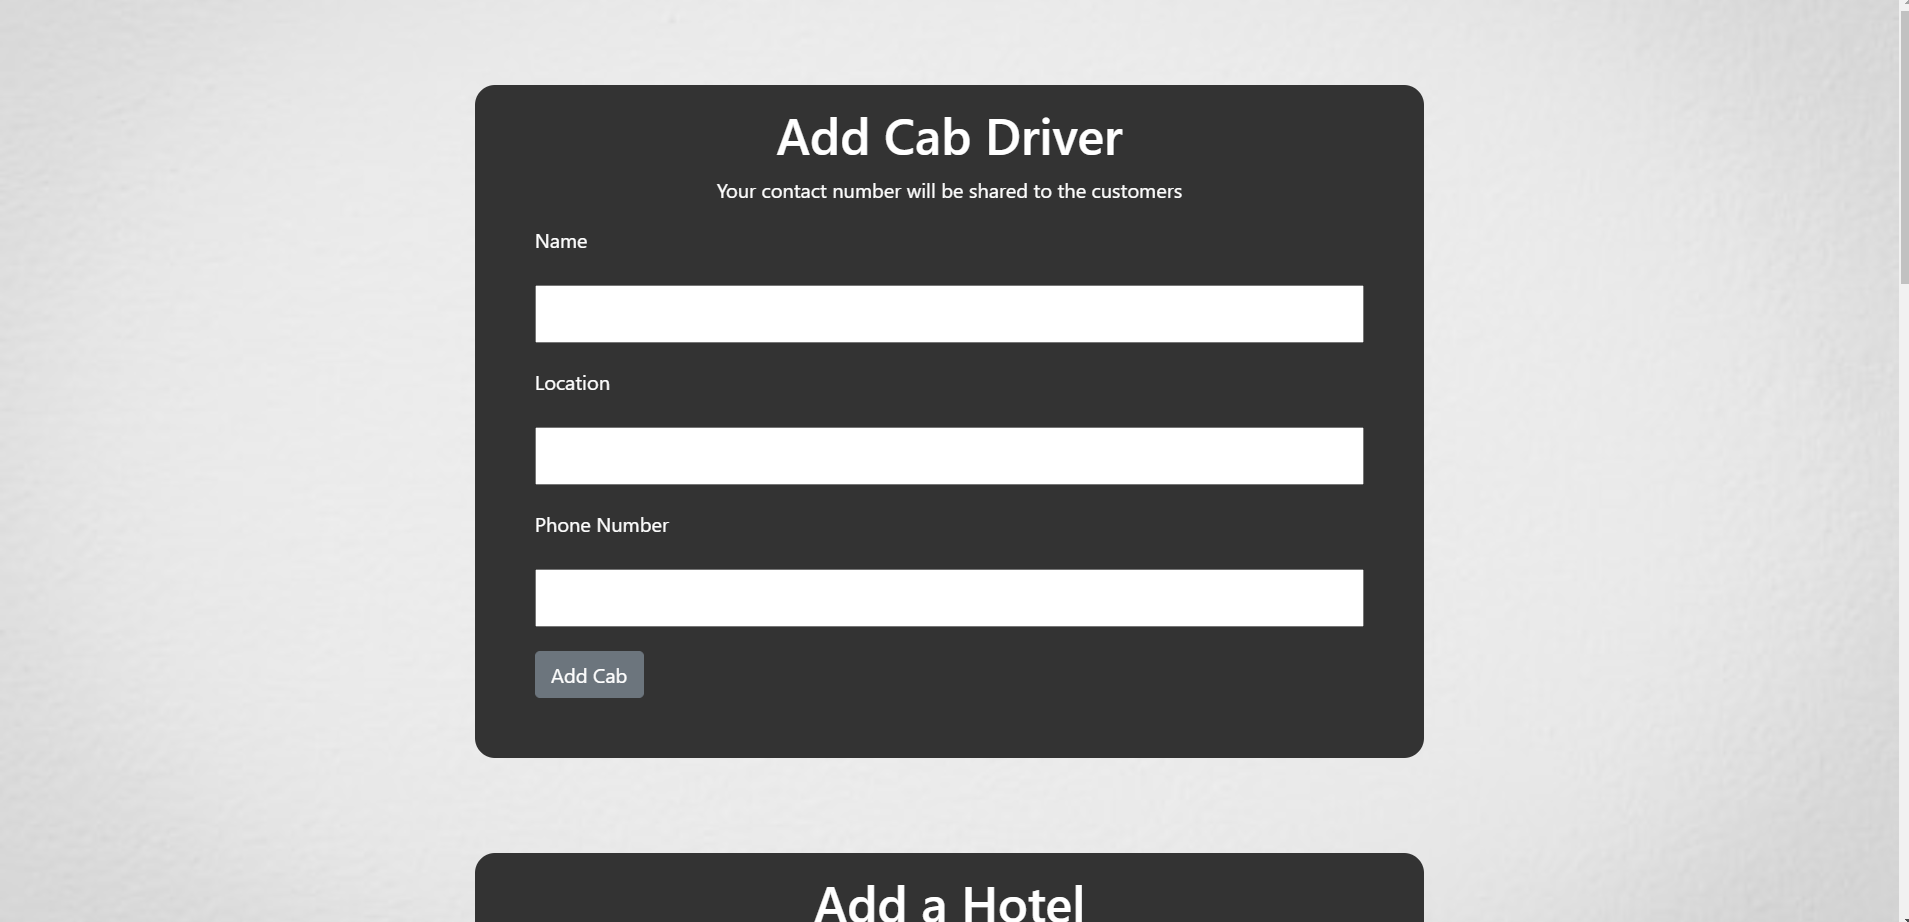 Add Cab Driver
Your contact number will be shared to the customers
Name
Location
Phone Number
Add Cab
Add a Hotel